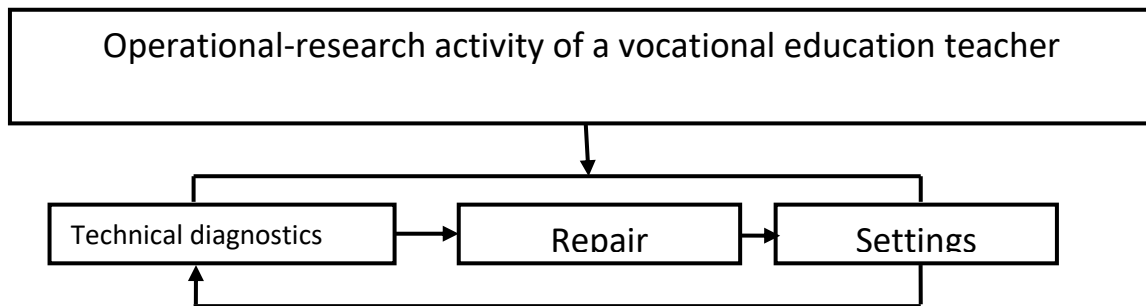 Operational-research activity of a vocational education teacher
Technical diagnostics
Repair
Settings